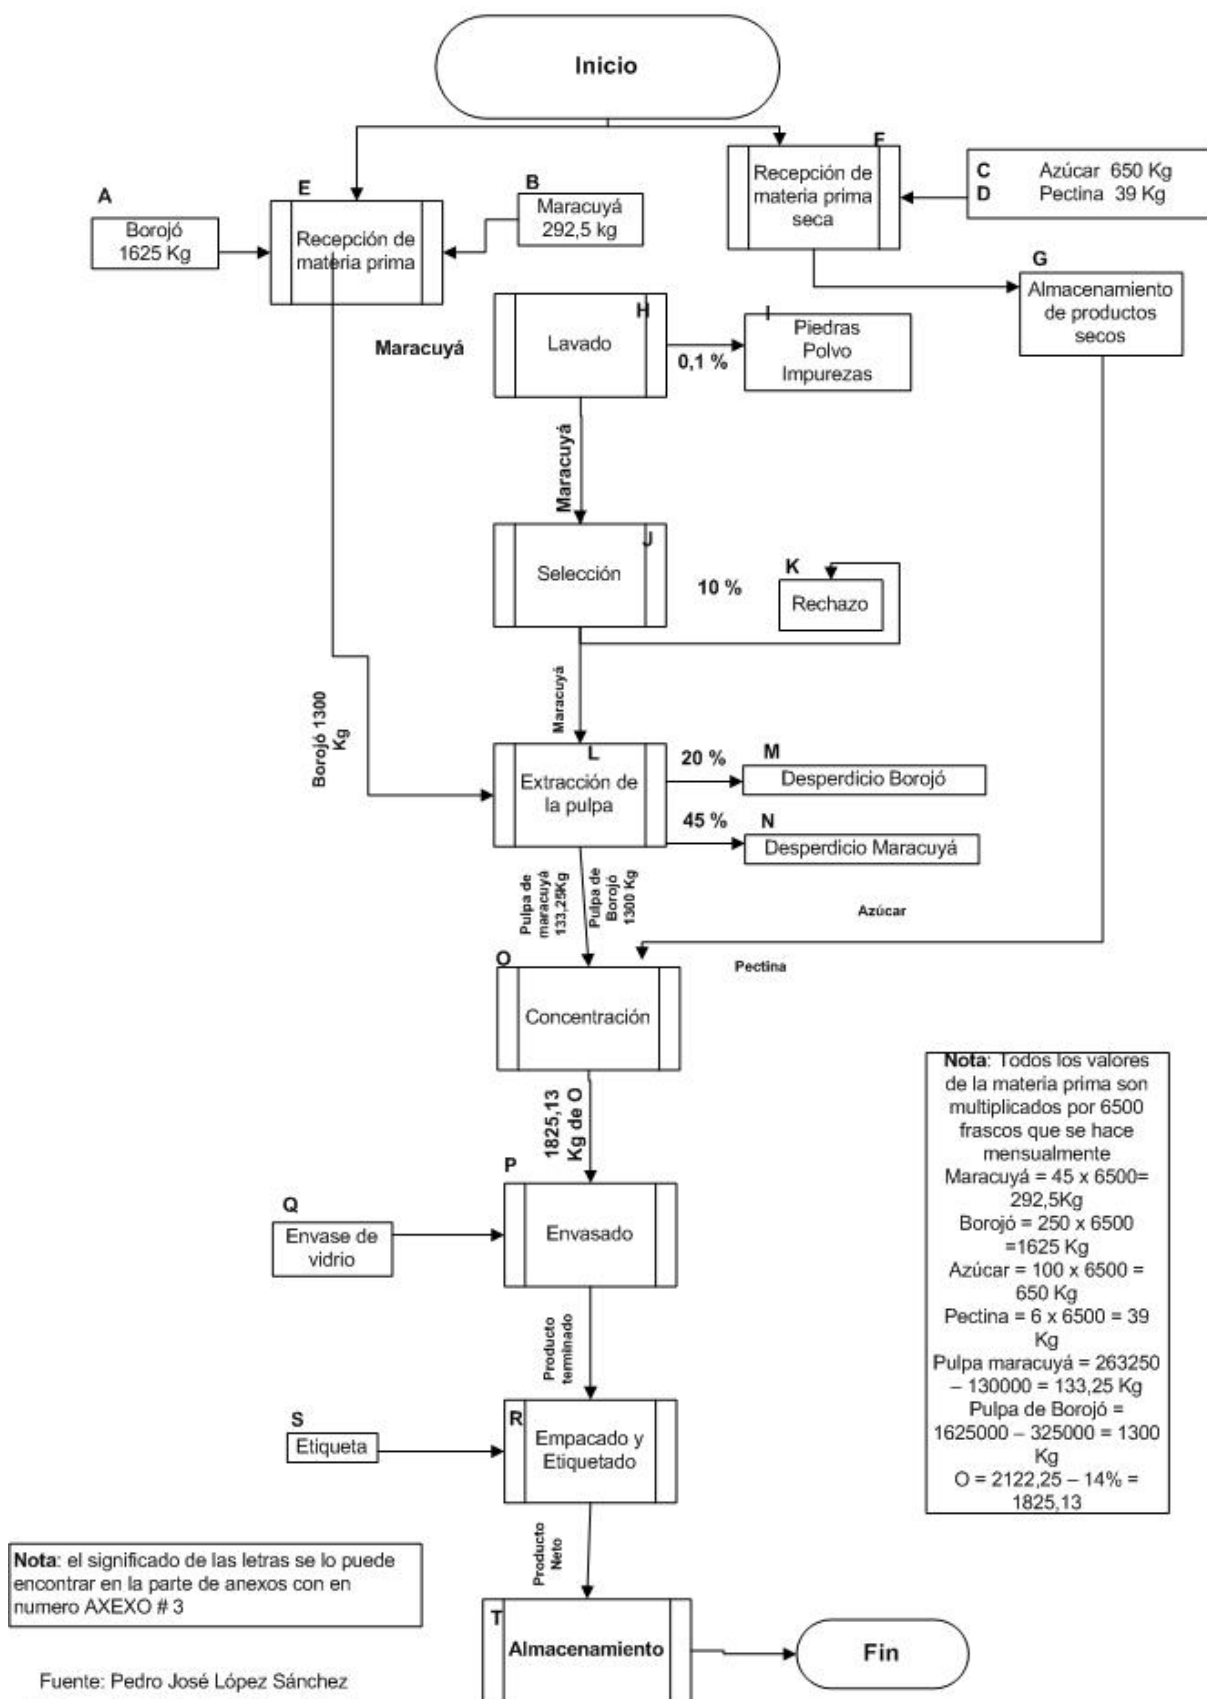 Inicio
A
Borojó
1625 Kg
E
Recepción de
materia prima
B
Maracuyá
292,5 kg
F
Recepción de
materia prima
seca
C Azúcar 650 Kg
D Pectina 39 Kg
G
Almacenamiento
de productos
secos
Maracuyá
H
Lavado
0,1 %
I
Piedras
Polvo
Impurezas
Maracuyá
J
Selección
10 %
K
Rechazo
Maracuyá
Borojó 1300
Kg
L
Extracción de
la pulpa
20 %
M
Desperdicio Borojó
45 %
N
Desperdicio Maracuyá
Pulpa de
maracuyá
133,25Kg
Pulpa de
Borojó
1300 Kg
Azúcar
Pectina
O
Concentración
1825,13
Kg de O
P
Envasado
Q
Envase de
vidrio
Producto
terminado
S
Etiqueta
R
Empacado y
Etiquetado
Producto
Neto
T
Almacenamiento
Fin
Nota: Todos los valores
de la materia prima son
multiplicados por 6500
frascos que se hace
mensualmente
Maracuyá = 45 x 6500=
292,5Kg
Borojó = 250 x 6500
=1625 Kg
Azúcar = 100 x 6500 =
650 Kg
Pectina = 6 x 6500 = 39
Kg
Pulpa maracuyá = 263250
– 130000 = 133,25 Kg
Pulpa de Borojó =
1625000 – 325000 = 1300
Kg
O = 2122,25 – 14% =
1825,13
Nota: el significado de las letras se lo puede
encontrar en la parte de anexos con en
numero AXEXO # 3
Fuente: Pedro José López Sánchez